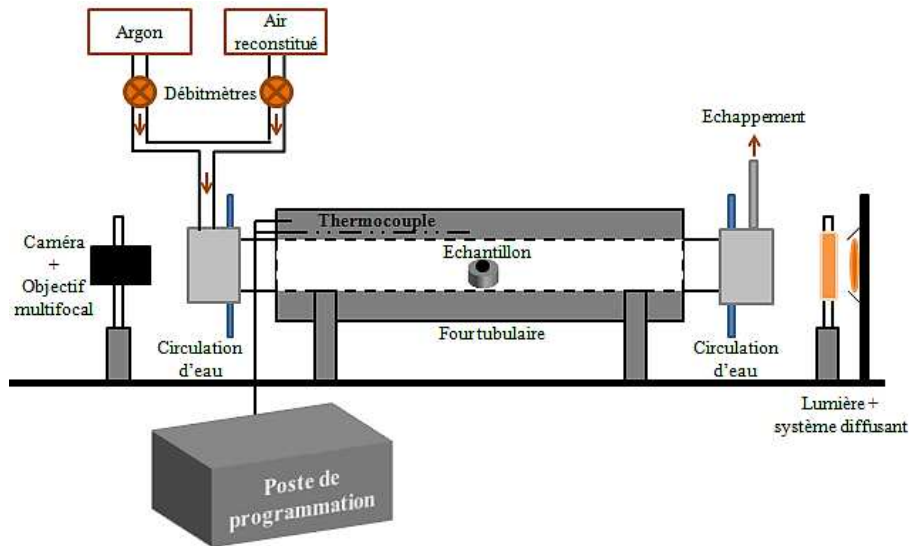 Argon
Air
reconstitué
Débitmètres
Echappement
Thermocouple
Caméra
+
Objectif
multifocal
Echantillon
Four tubulaire
Circulation
d'eau
Circulation
d'eau
Lumière +
système diffusant
Poste de
programmation